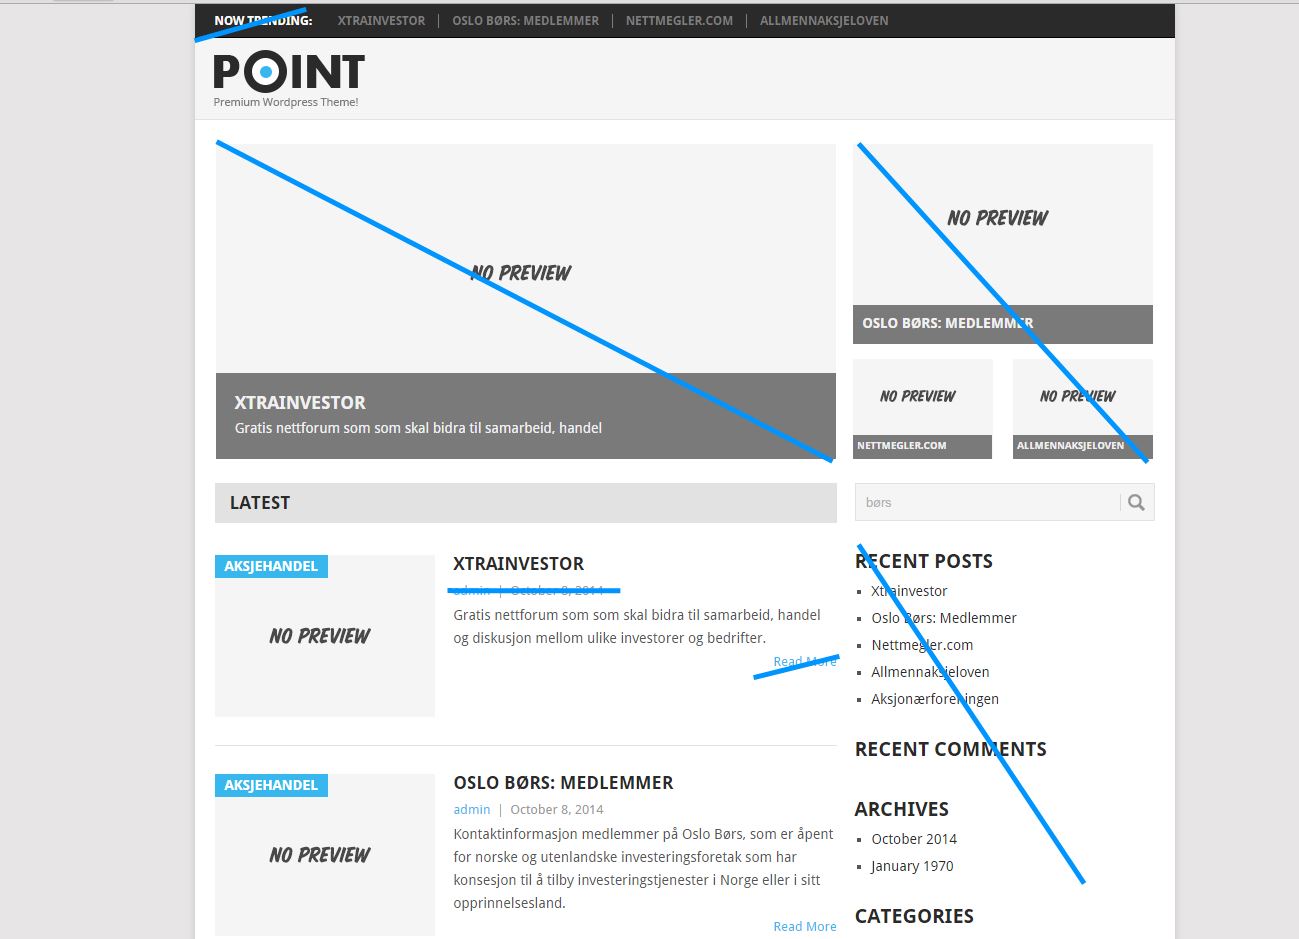 NOW TRENDING: XTRAINVESTOR OSLO BØRS: MEDLEMMER NETTMEGLER.COM ALLMENNAKSJELOVEN
POINT
Premium Wordpress Theme!
NO PREVIEW
XTRAINVESTOR
Gratis nettforum som som skal bidra til samarbeid, handel
NO PREVIEW
OSLO BØRS: MEDLEMMER
NO PREVIEW
NETTMEGLER.COM
NO PREVIEW
ALLMENNAKSJELOVEN
LATEST
AKSJEHANDEL
NO PREVIEW
XTRAINVESTOR
admin | October 8, 2014
Gratis nettforum som som skal bidra til samarbeid, handel
og diskusjon mellom ulike investorer og bedrifter.
Read More
AKSJEHANDEL
NO PREVIEW
OSLO BØRS: MEDLEMMER
admin | October 8, 2014
Kontaktinformasjon medlemmer på Oslo Børs, som er åpent
for norske og utenlandske investeringsforetak som har
konsesjon til å tilby investeringstjenester i Norge eller i sitt
opprinnelsesland.
Read More
børs
RECENT POSTS
Xtrainvestor
Oslo Børs: Medlemmer
Nettmegler.com
Allmennaksjeloven
Aksjonærforeningen
RECENT COMMENTS
ARCHIVES
October 2014
January 1970
CATEGORIES